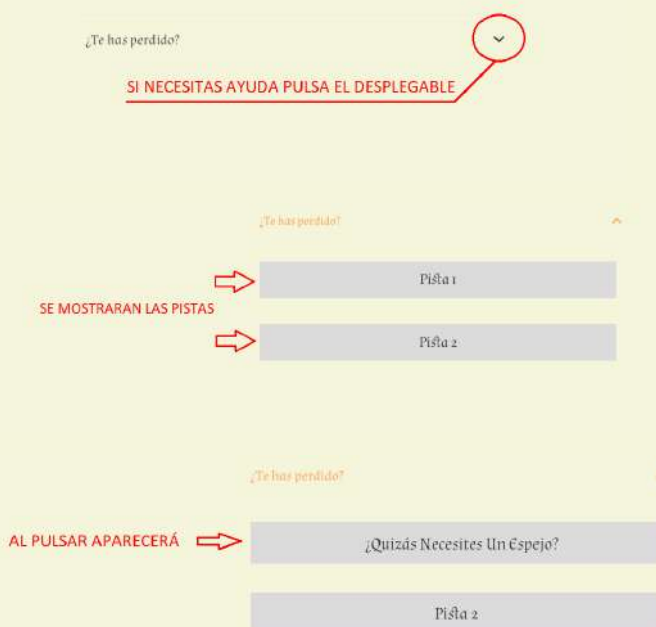 ¿Te has perdido?
SI NECESITAS AYUDA PULSA EL DESPLEGABLE
¿Te has perdido?
Pista 1
SE MOSTRARAN LAS PISTAS
Pista 2
¿Te has perdido?
AL PULSAR APARECERÁ
¿Quizás Necesites Un Espejo?
Pista 2